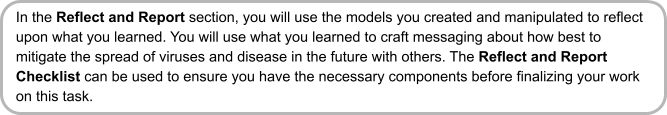 In the Reflect and Report section, you will use the models you created and manipulated to reflect
upon what you learned. You will use what you learned to craft messaging about how best to
mitigate the spread of viruses and disease in the future with others. The Reflect and Report
Checklist can be used to ensure you have the necessary components before finalizing your work
on this task.